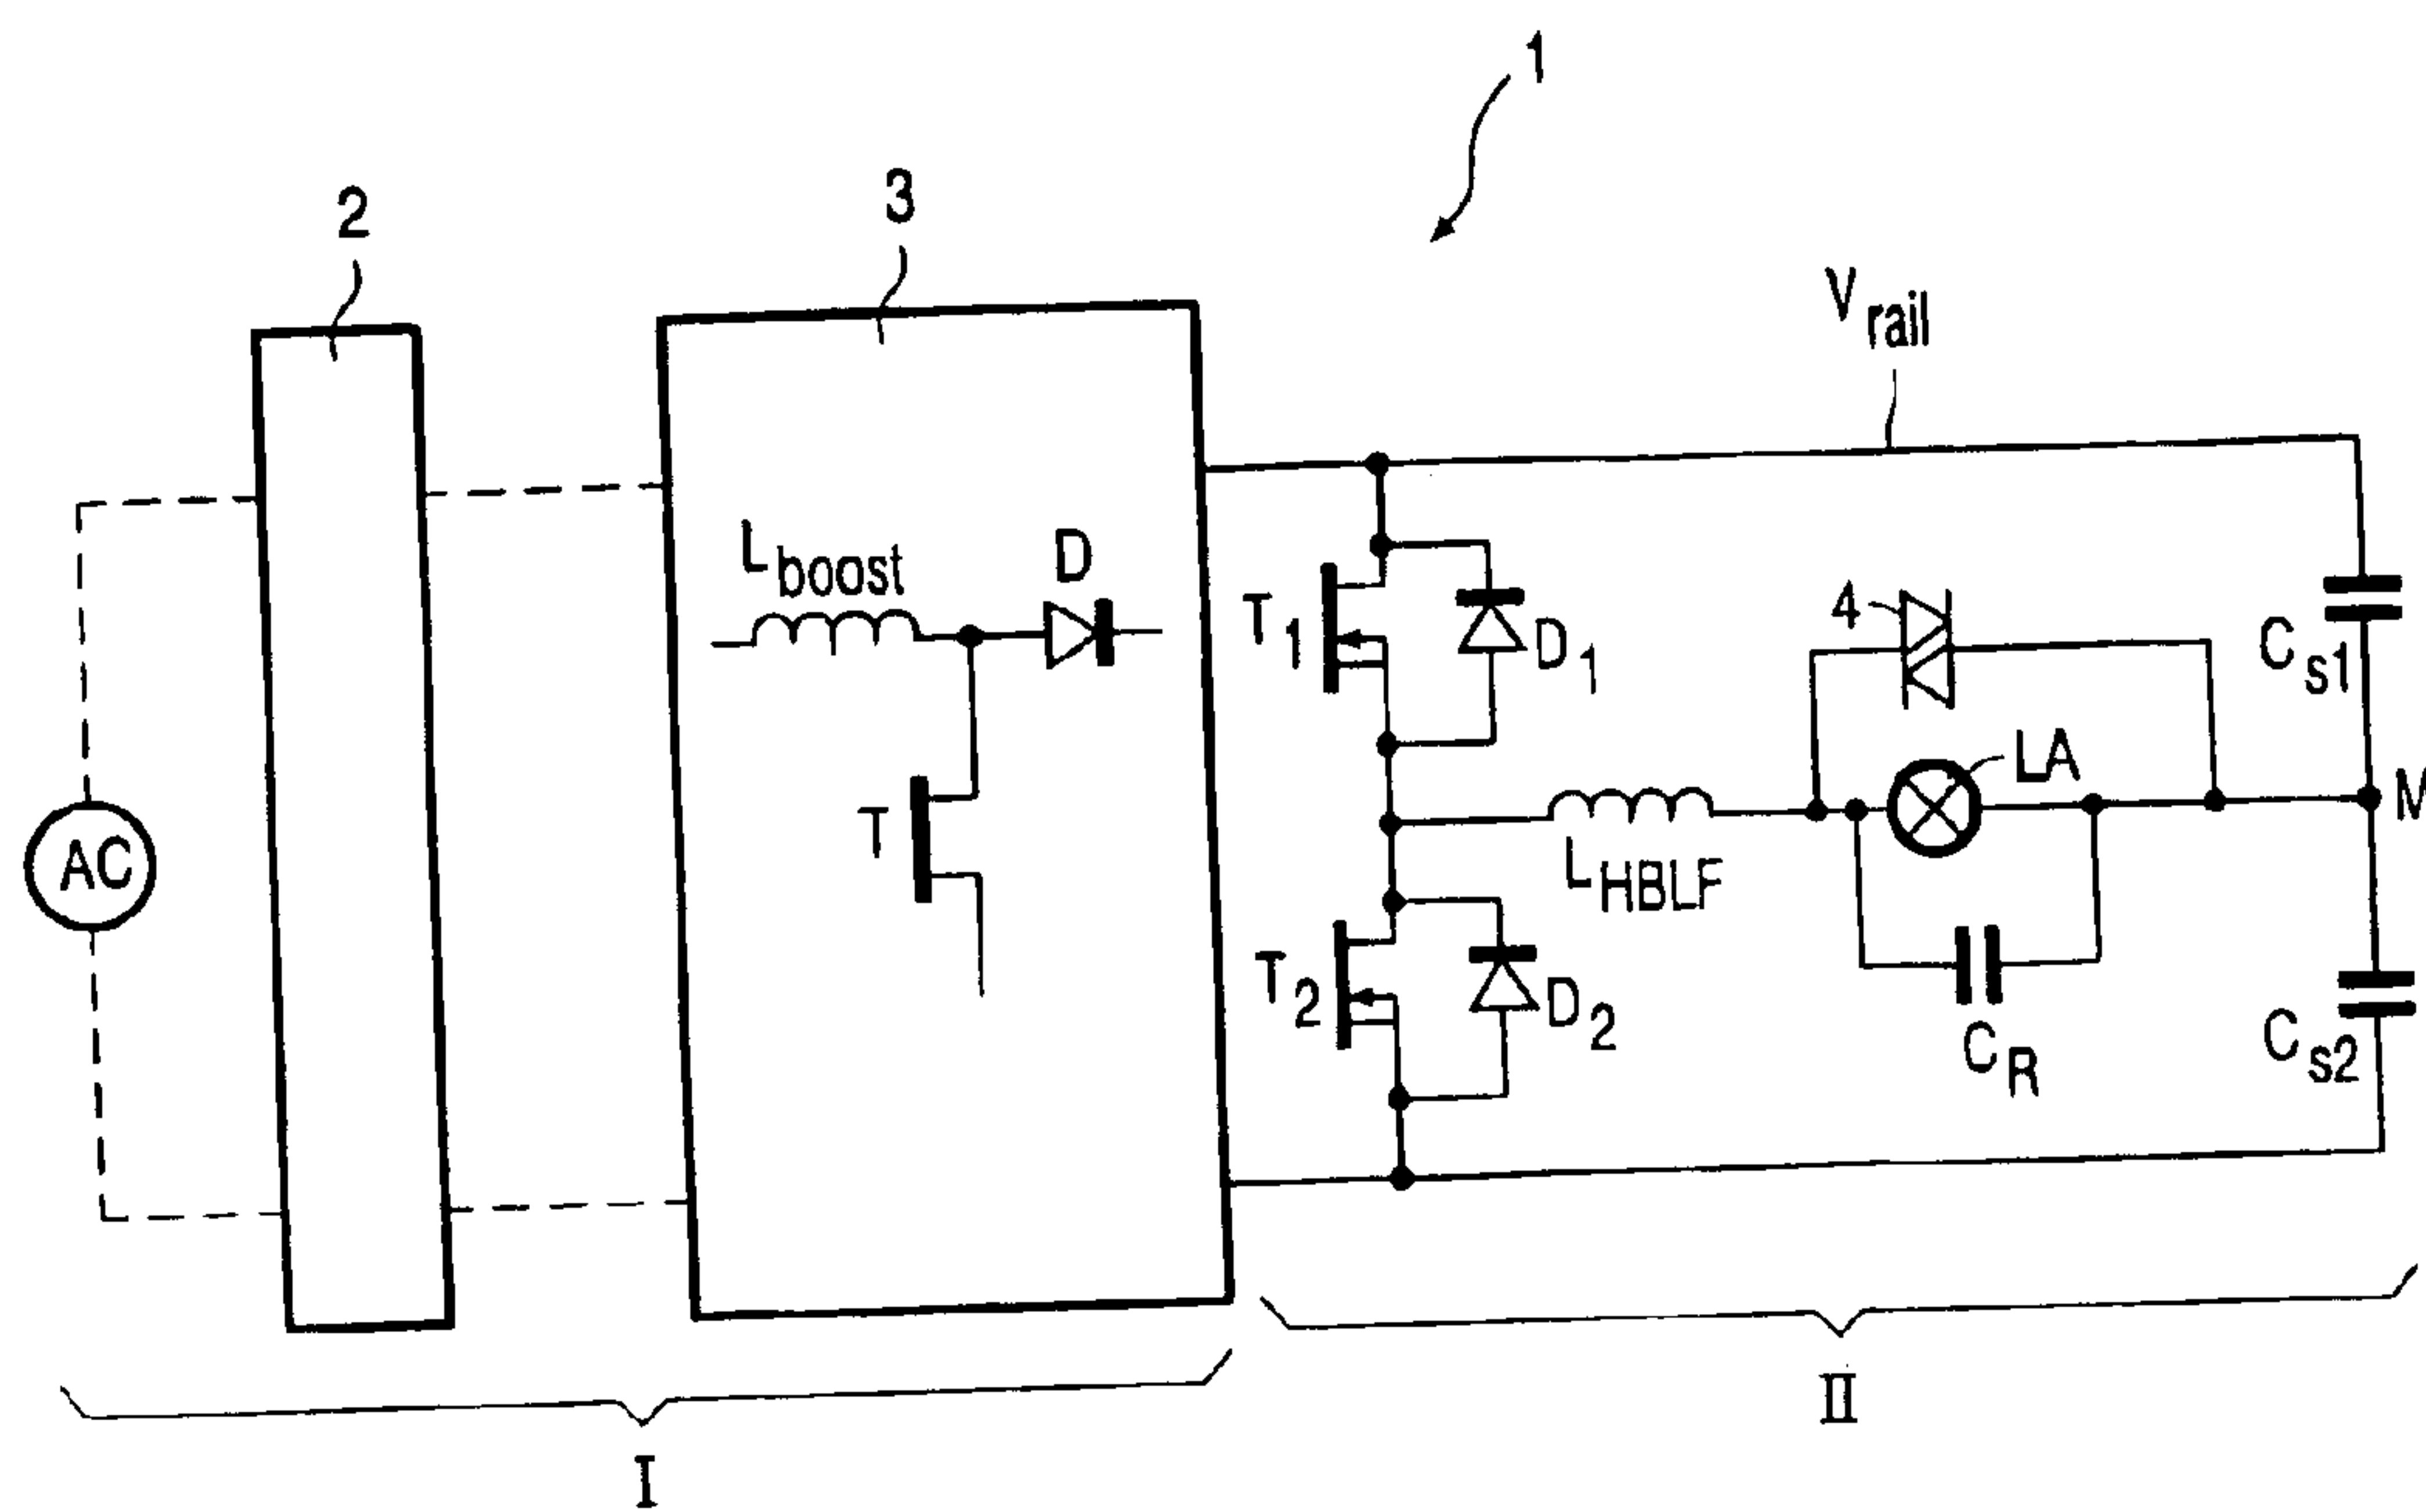 1
2
3
V rail
L boost
D
T
AC
T 1
D 1
4
C s1
LA
M
L HBLF
T 2
D 2
C R
C s2
I
II